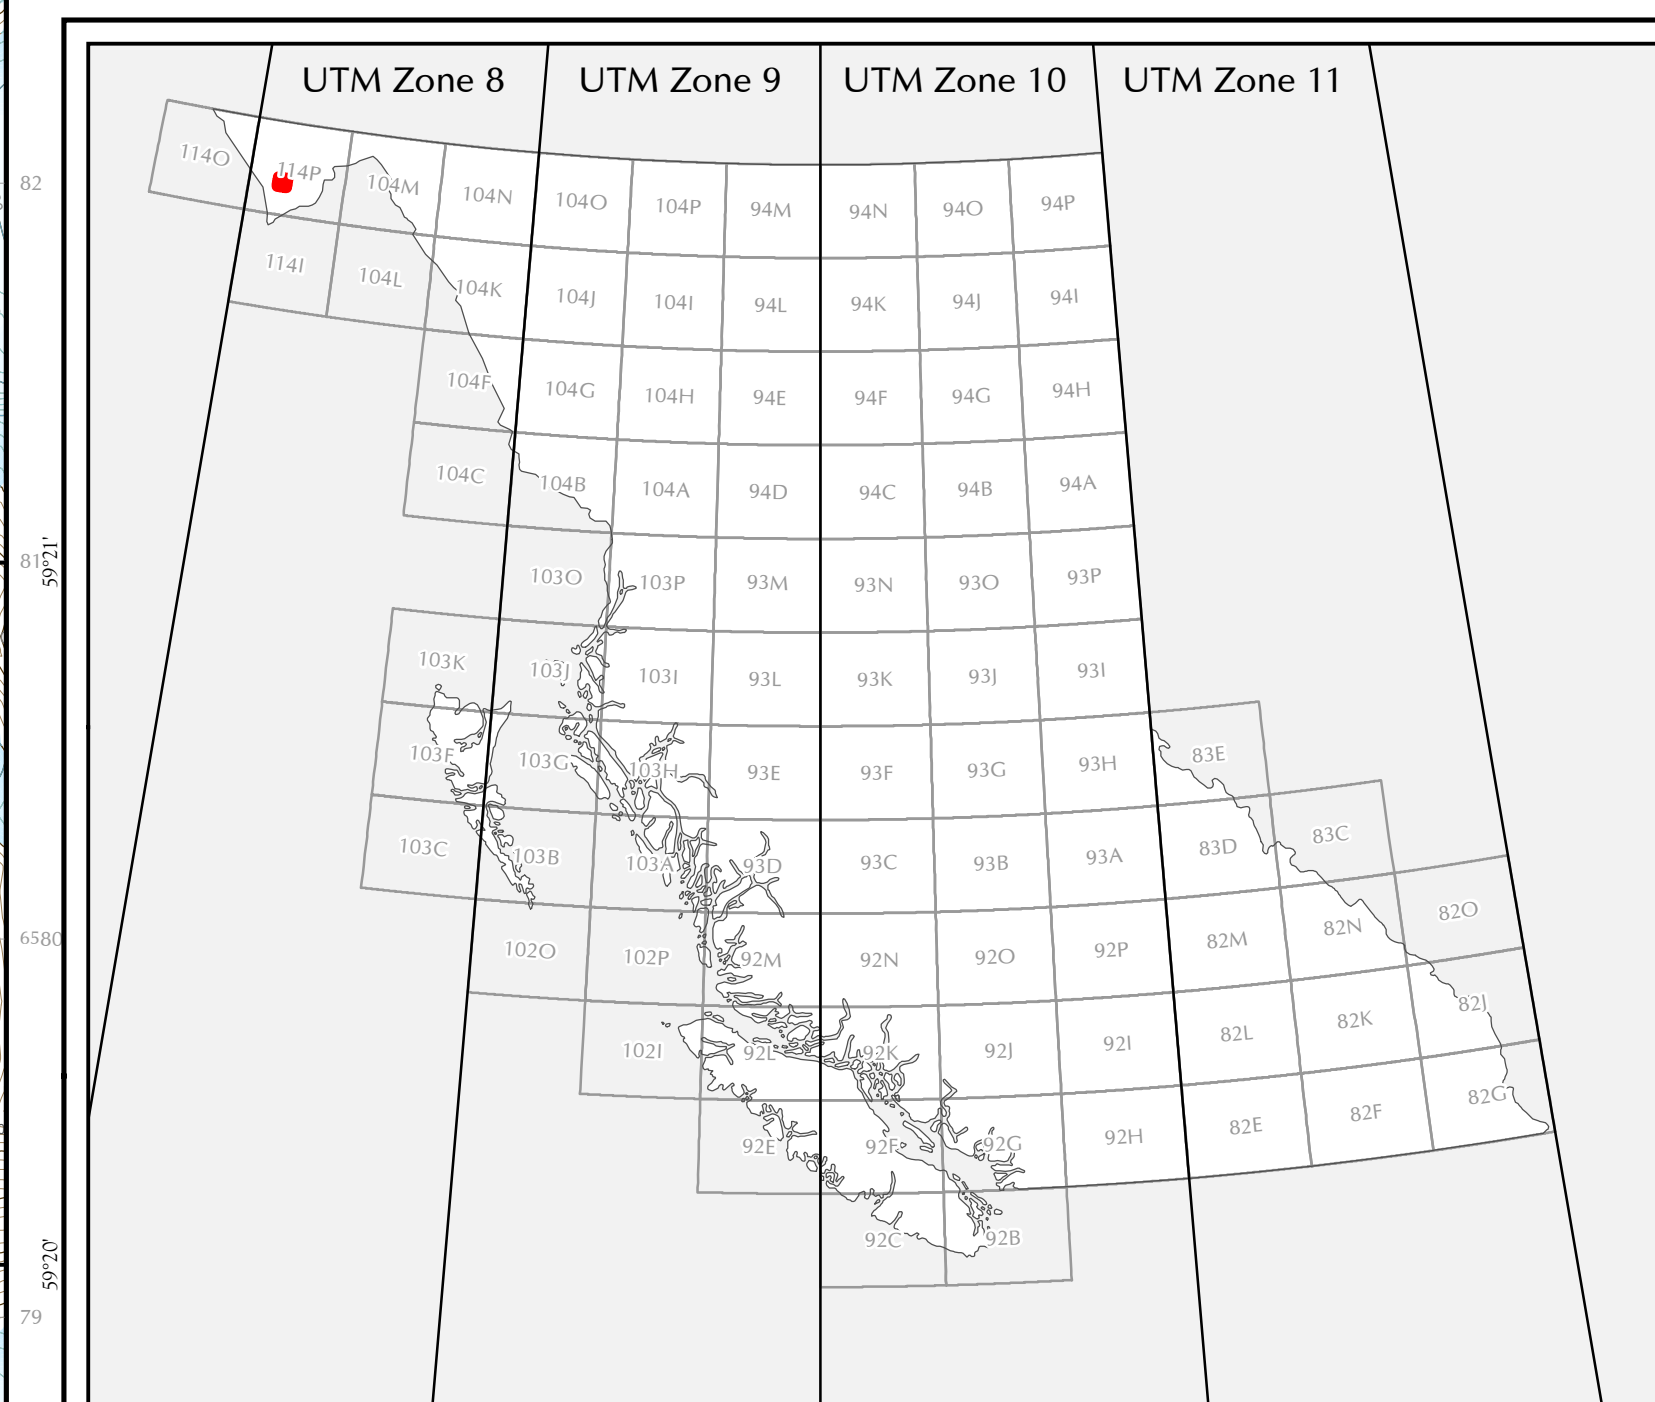 UTM Zone 8 UTM Zone 9 UTM Zone 10 UTM Zone 11
114O 114P 104M 104N 104O 104P 94M 94N 94O 94P
114I 104L 104K 104J 104I 94L 94K 94J 94I
104F 104G 104H 94E 94F 94G 94H
104C 104B 104A 94D 94C 94B 94A
103O 103P 93M 93N 93O 93P
103K 103J 103I 93L 93K 93J 93I
103F 103G 103H 93E 93F 93G 93H 83E
103C 103B 103A 93D 93C 93B 93A 83D 83C
102O 102P 92M 92N 92O 92P 82M 82N 82O
102I 92L 92K 92J 92I 82L 82K 82J
92E 92F 92G 92H 82E 82F 82G
92C 92B
82
81
59°21'
6580
59°20'
79